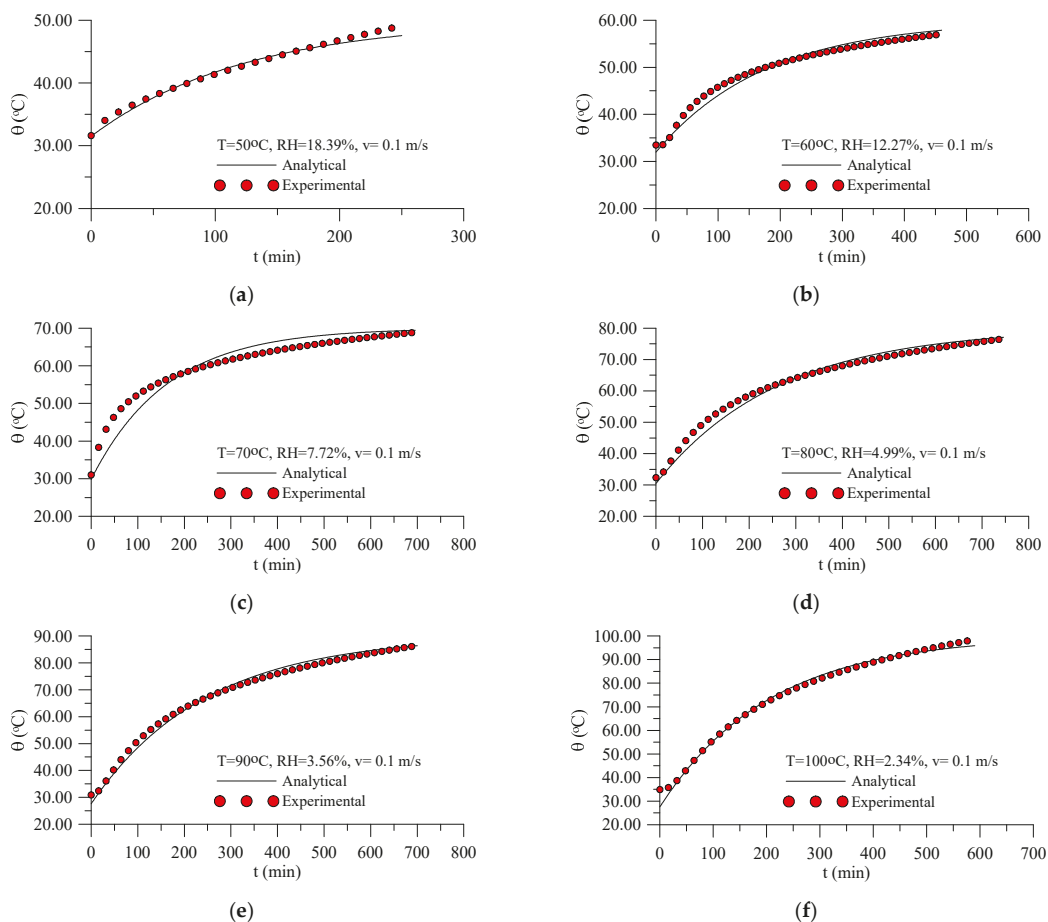 50.00
40.00
30.00
20.00
θ (ºC)
T=50ºC, RH=18.39%, v= 0.1 m/s
Analytical
Experimental
0 100 200 300
t (min)
(a)
60.00
50.00
40.00
30.00
20.00
θ (ºC)
T=60ºC, RH=12.27%, v= 0.1 m/s
Analytical
Experimental
0 100 200 300 400 500 600
t (min)
(b)
70.00
60.00
50.00
40.00
30.00
20.00
θ (ºC)
T=70ºC, RH=7.72%, v= 0.1 m/s
Analytical
Experimental
0 100 200 300 400 500 600 700 800
t (min)
(c)
80.00
70.00
60.00
50.00
40.00
30.00
20.00
θ (ºC)
T=80ºC, RH=4.99%, v= 0.1 m/s
Analytical
Experimental
0 100 200 300 400 500 600 700 800
t (min)
(d)
90.00
80.00
70.00
60.00
50.00
40.00
30.00
20.00
θ (ºC)
T=90ºC, RH=3.56%, v= 0.1 m/s
Analytical
Experimental
0 100 200 300 400 500 600 700 800
t (min)
(e)
100.00
90.00
80.00
70.00
60.00
50.00
40.00
30.00
20.00
θ (ºC)
T=100ºC, RH=2.34%, v= 0.1 m/s
Analytical
Experimental
0 100 200 300 400 500 600 700
t (min)
(f)